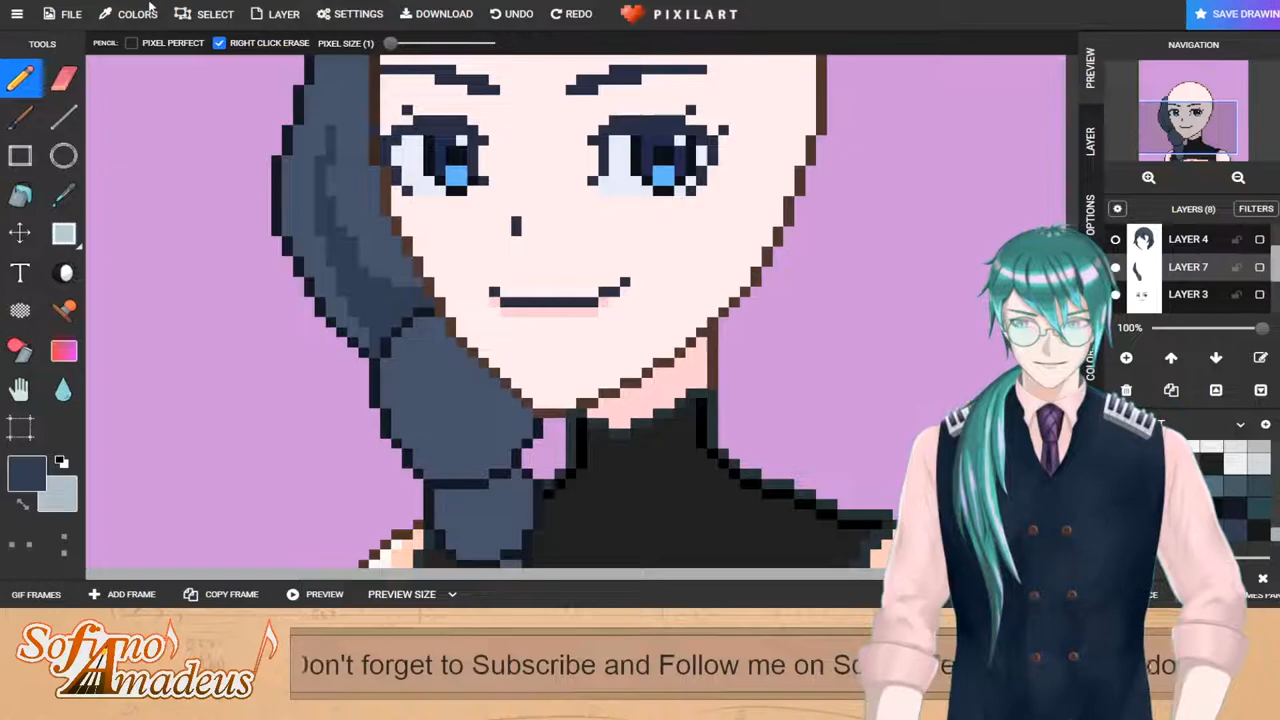 FILE COLORS SELECT LAYER SETTINGS DOWNLOAD UNDO REDO PIXILART SAVE DRAWIN
TOOLS PENCIL: PIXEL PERFECT RIGHT CLICK ERASE PIXEL SIZE (1) NAVIGATION
PREVIEW
LAYER
OPTIONS
LAYERS (8) FILTERS
LAYER 4
LAYER 7
LAYER 3
100%
GIF FRAMES ADD FRAME COPY FRAME PREVIEW PREVIEW SIZE
Sofiano
Amadeus
Don't forget to Subscribe and Follow me on So